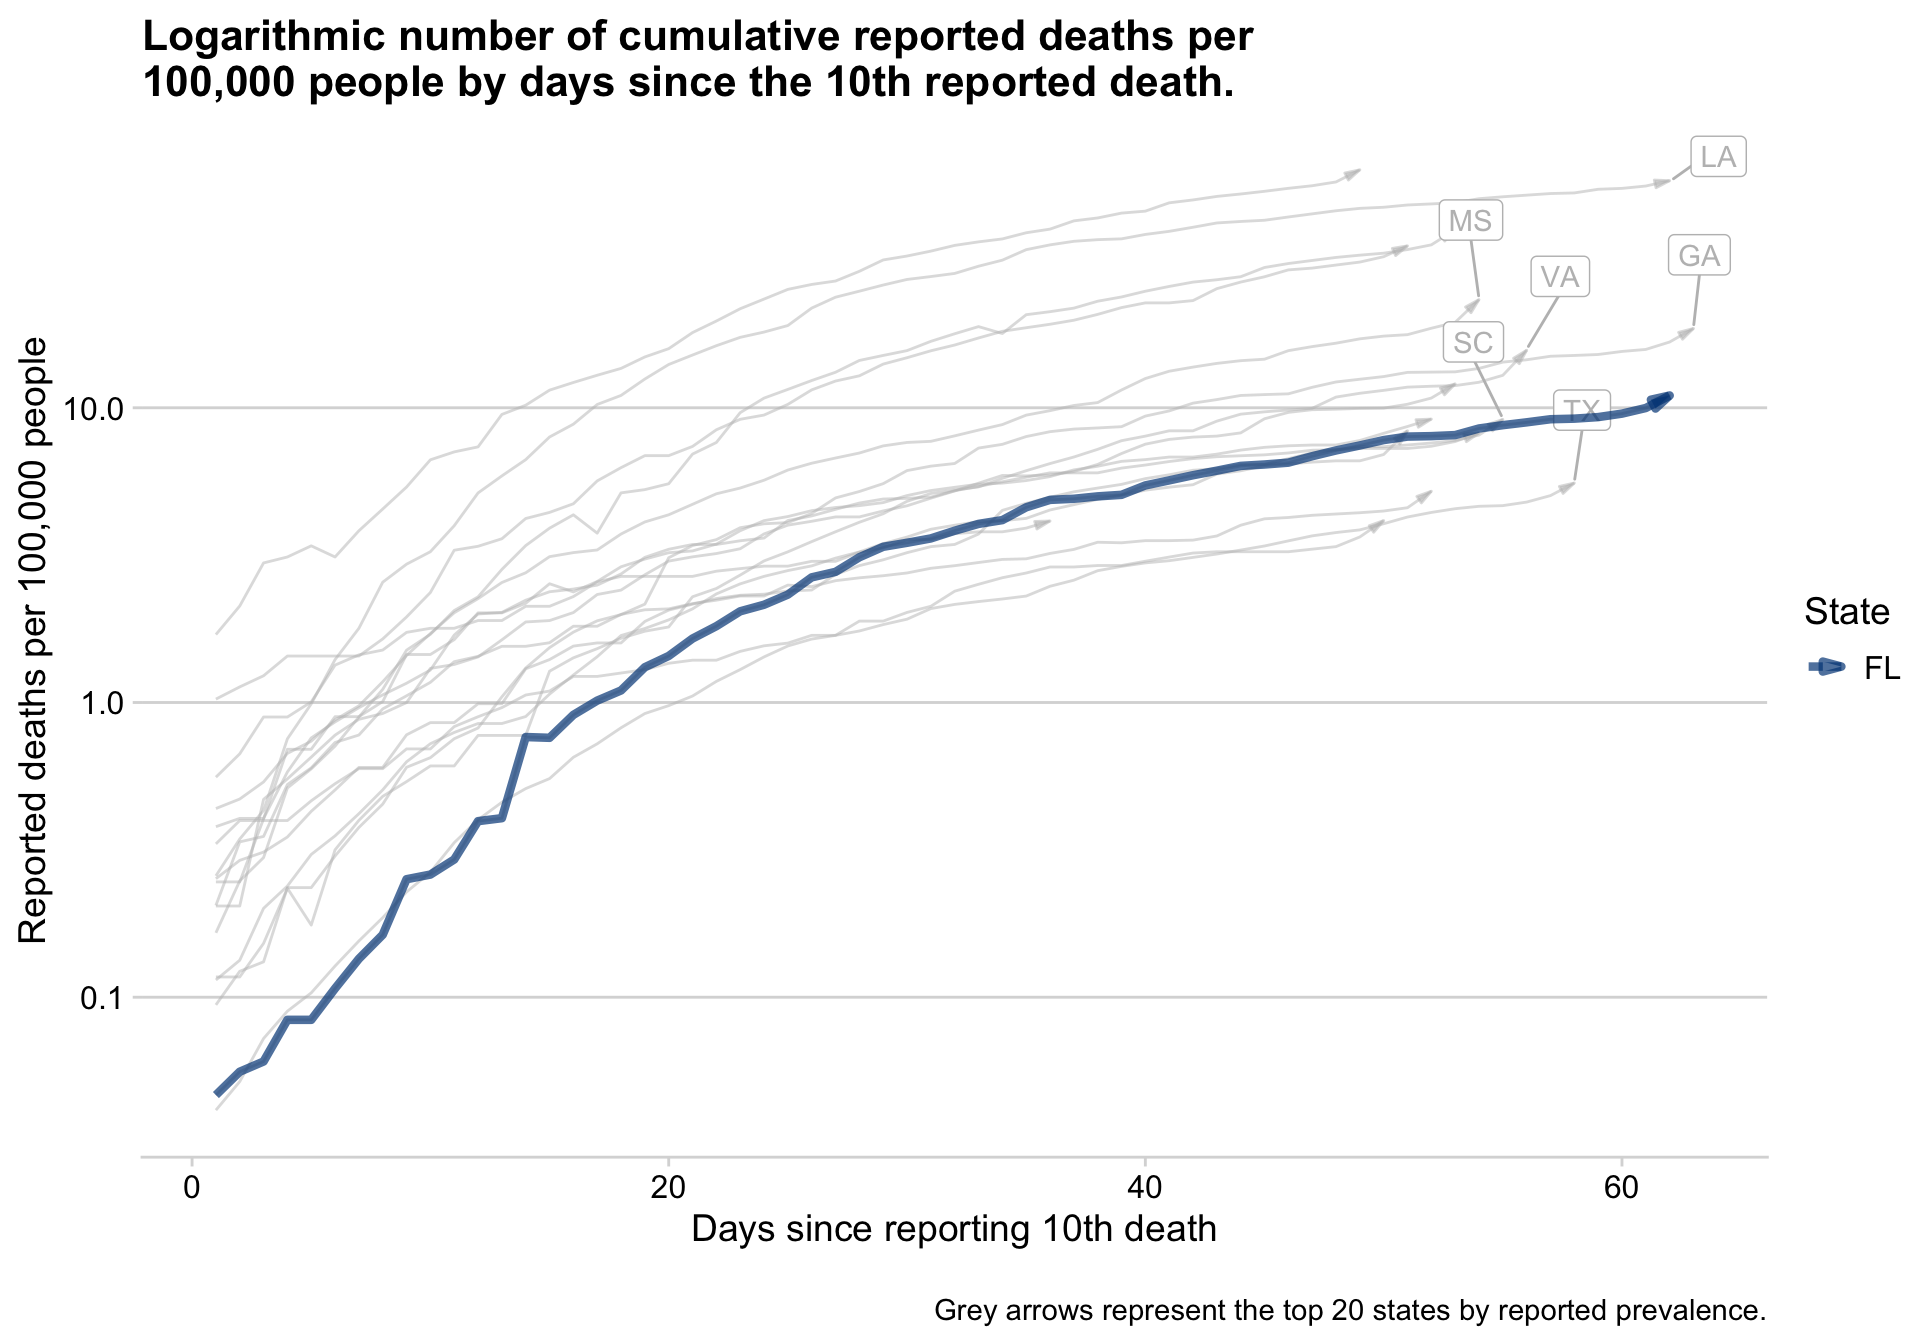 Logarithmic number of cumulative reported deaths per
100,000 people by days since the 10th reported death.
LA
MS
GA
VA
SC
TX
Reported deaths per 100,000 people
10.0
1.0
0.1
State
FL
0
20
40
60
Days since reporting 10th death
Grey arrows represent the top 20 states by reported prevalence.